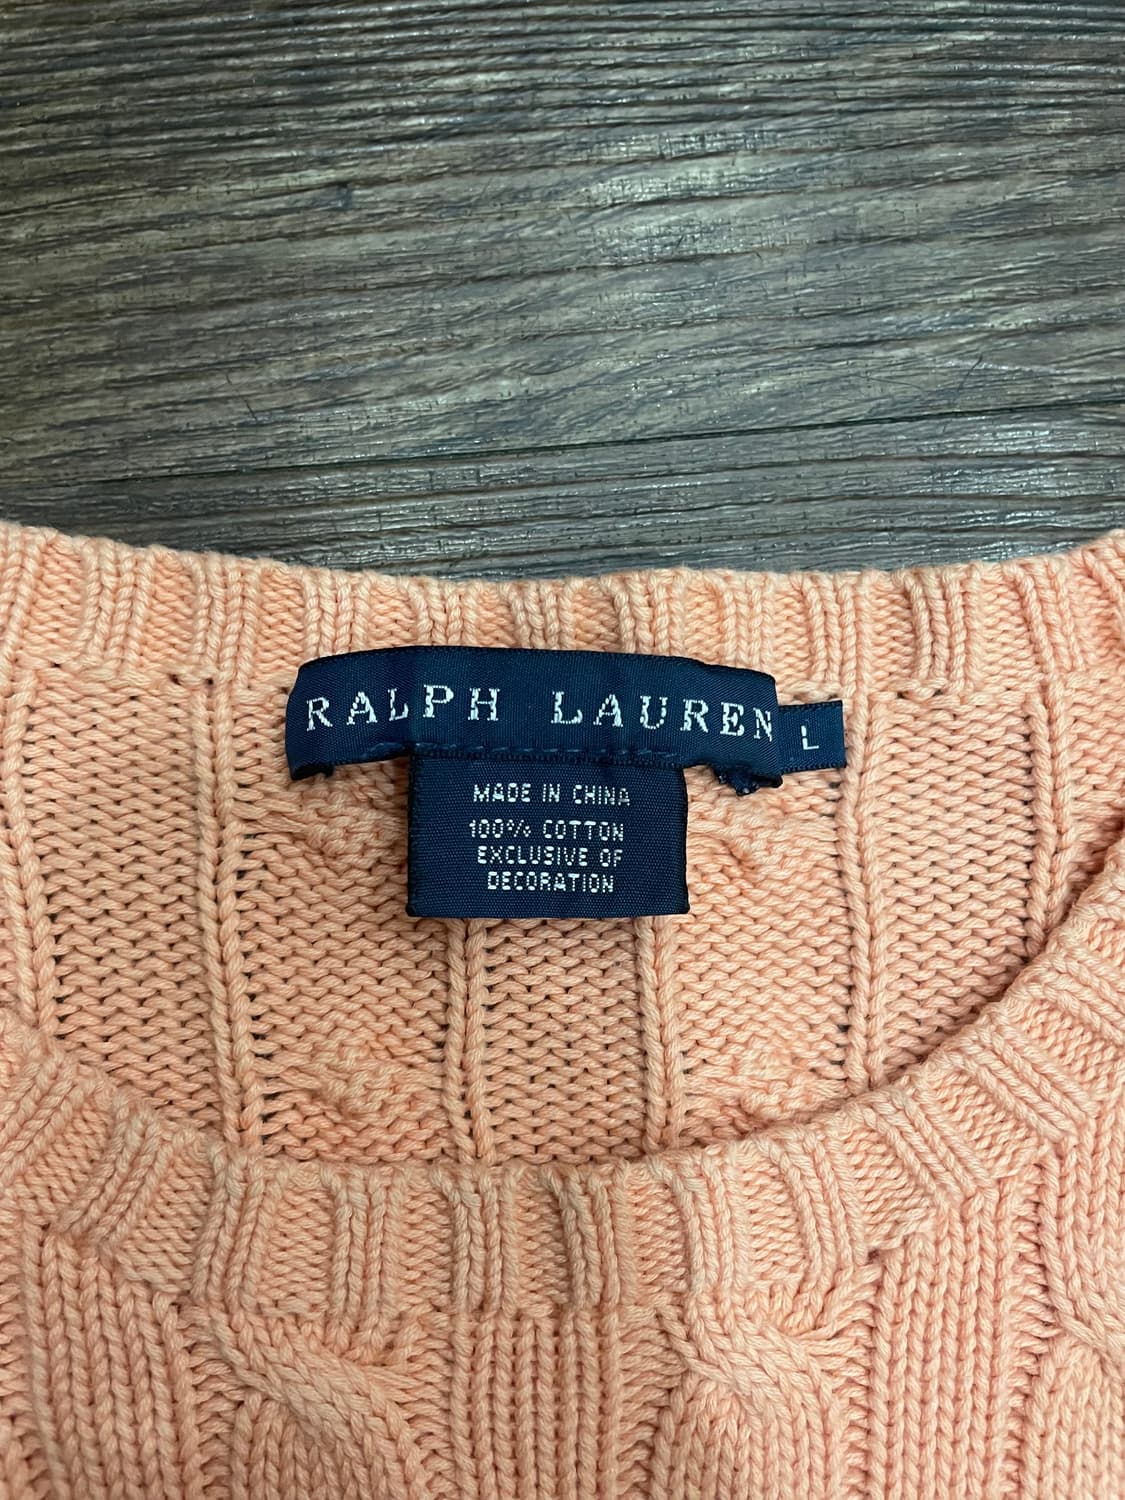 RALPH LAUREN
L
MADE IN CHINA
100% COTTON
EXCLUSIVE OF
DECORATION